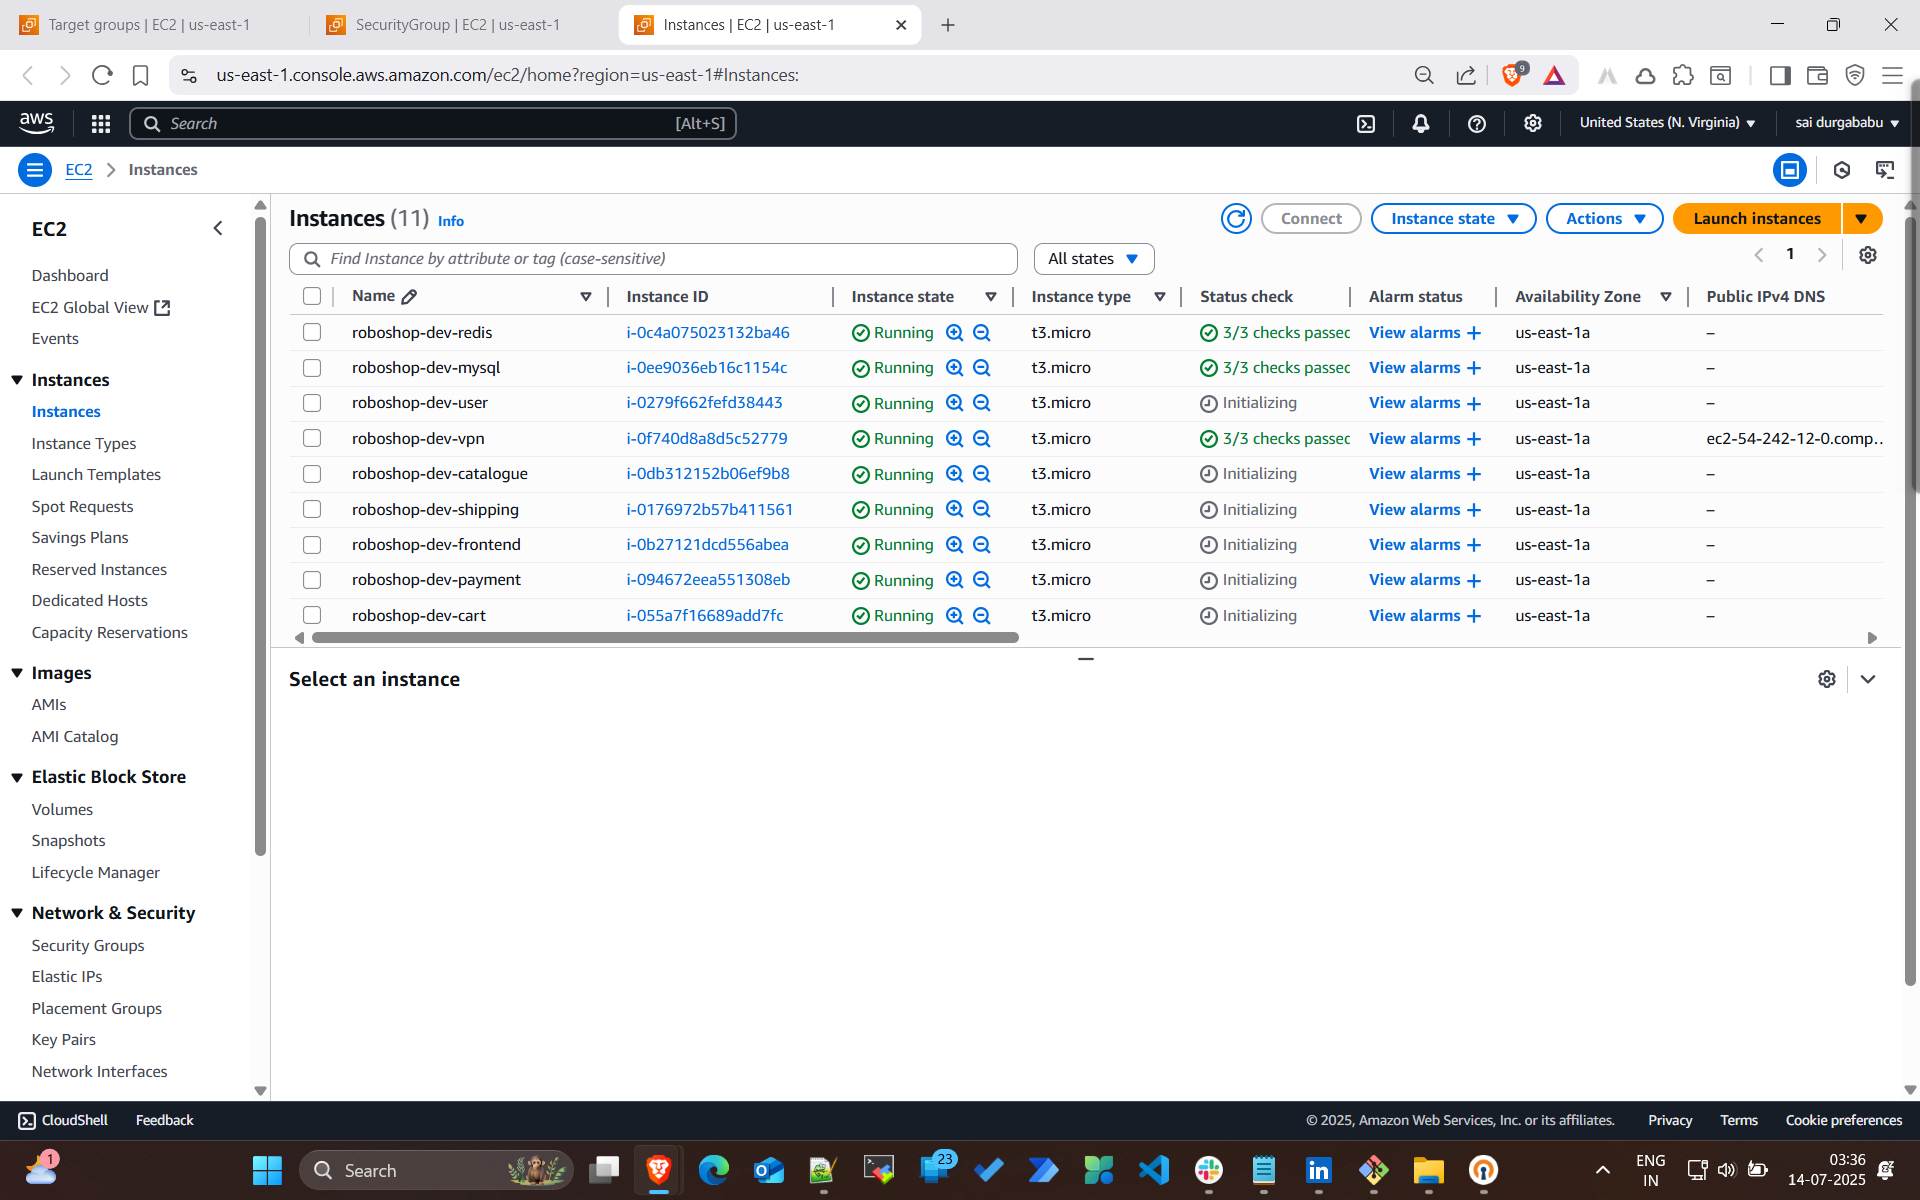 Target groups | EC2 | us-east-1
SecurityGroup | EC2 | us-east-1
Instances | EC2 | us-east-1
us-east-1.console.aws.amazon.com/ec2/home?region=us-east-1#Instances:
9
aws
Search
[Alt+S]
United States (N. Virginia)
sai durgababu
EC2
Instances
EC2
Dashboard
EC2 Global View
Events
Instances
Instances
Instance Types
Launch Templates
Spot Requests
Savings Plans
Reserved Instances
Dedicated Hosts
Capacity Reservations
Images
AMIs
AMI Catalog
Elastic Block Store
Volumes
Snapshots
Lifecycle Manager
Network & Security
Security Groups
Elastic IPs
Placement Groups
Key Pairs
Network Interfaces
Instances (11) Info
Connect
Instance state
Actions
Launch instances
Find Instance by attribute or tag (case-sensitive)
All states
1
Name Instance ID Instance state Instance type Status check Alarm status Availability Zone Public IPv4 DNS
roboshop-dev-redis i-0c4a075023132ba46 Running t3.micro 3/3 checks passed View alarms + us-east-1a –
roboshop-dev-mysql i-0ee9036eb16c1154c Running t3.micro 3/3 checks passed View alarms + us-east-1a –
roboshop-dev-user i-0279f662fefd38443 Running t3.micro Initializing View alarms + us-east-1a –
roboshop-dev-vpn i-0f740d8a8d5c52779 Running t3.micro 3/3 checks passed View alarms + us-east-1a ec2-54-242-12-0.comp…
roboshop-dev-catalogue i-0db312152b06ef9b8 Running t3.micro Initializing View alarms + us-east-1a –
roboshop-dev-shipping i-0176972b57b411561 Running t3.micro Initializing View alarms + us-east-1a –
roboshop-dev-frontend i-0b27121dcd556abea Running t3.micro Initializing View alarms + us-east-1a –
roboshop-dev-payment i-094672eea551308eb Running t3.micro Initializing View alarms + us-east-1a –
roboshop-dev-cart i-055a7f16689add7fc Running t3.micro Initializing View alarms + us-east-1a –
Select an instance
CloudShell
Feedback
© 2025, Amazon Web Services, Inc. or its affiliates.
Privacy
Terms
Cookie preferences
1
Search
23
ENG
IN
03:36
14-07-2025